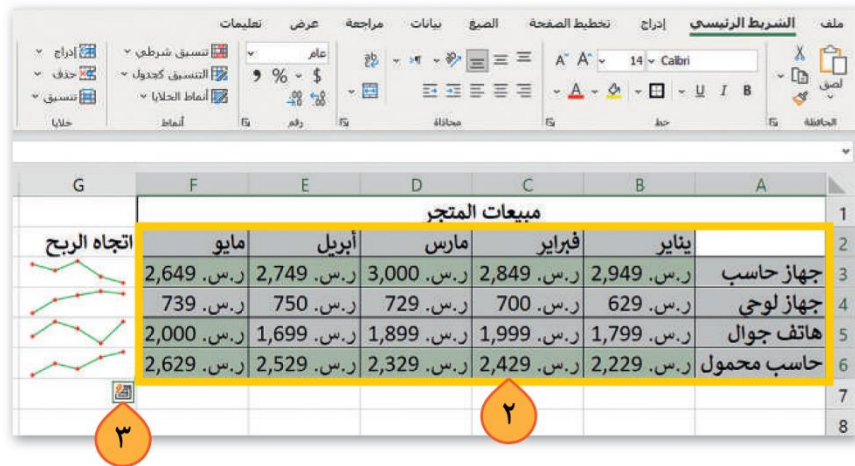 ملف الشريط الرئيسي إدراج تخطيط الصفحة الصيغ بيانات مراجعة عرض تعليمات
لصق
الحافظة
Calibri 14 A A
B I U A
خط
ab
محاذاة
عام
$ % 9
رقم
تنسيق شرطي
التنسيق كجدول
أنماط الخلايا
أنماط
إدراج
حذف
تنسيق
خلايا
A B C D E F G
1 مبيعات المتجر
2 يناير فبراير مارس أبريل مايو اتجاه الربح
3 جهاز حاسب ر.س. 2,949 ر.س. 2,849 ر.س. 3,000 ر.س. 2,749 ر.س. 2,649
4 جهاز لوحي ر.س. 629 ر.س. 700 ر.س. 729 ر.س. 750 ر.س. 739
5 هاتف جوال ر.س. 1,799 ر.س. 1,999 ر.س. 1,899 ر.س. 1,699 ر.س. 2,000
6 حاسب محمول ر.س. 2,229 ر.س. 2,429 ر.س. 2,329 ر.س. 2,529 ر.س. 2,629
7
8
٢
٣